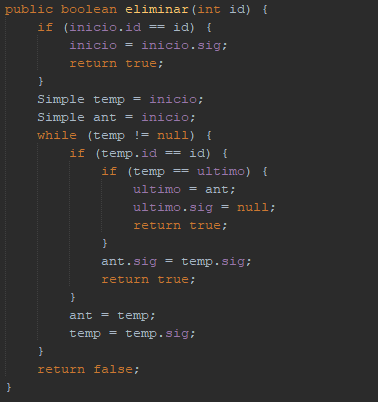 public boolean eliminar(int id) {
    if (inicio.id == id) {
        inicio = inicio.sig;
        return true;
    }
    Simple temp = inicio;
    Simple ant = inicio;
    while (temp != null) {
        if (temp.id == id) {
            if (temp == ultimo) {
                ultimo = ant;
                ultimo.sig = null;
                return true;
            }
            ant.sig = temp.sig;
            return true;
        }
        ant = temp;
        temp = temp.sig;
    }
    return false;
}